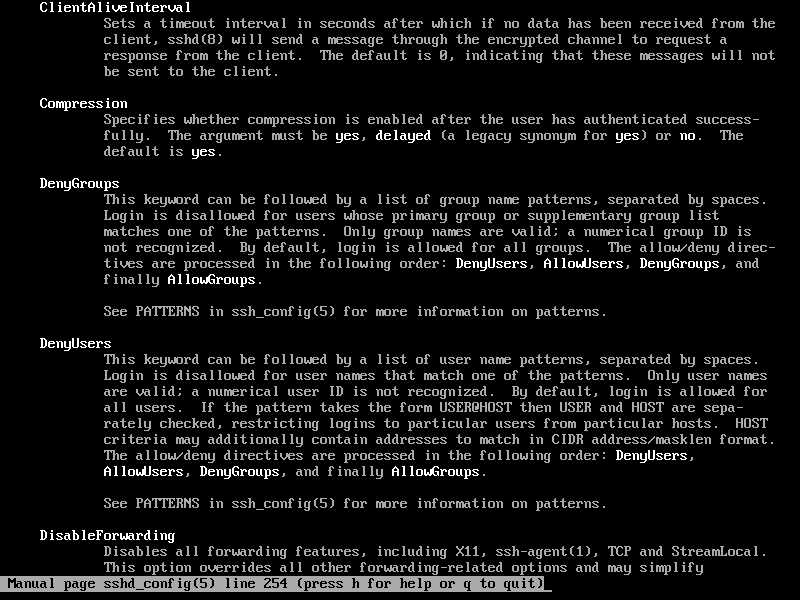 ClientAliveInterval
Sets a timeout interval in seconds after which if no data has been received from the
client, sshd(8) will send a message through the encrypted channel to request a
response from the client.  The default is 0, indicating that these messages will not
be sent to the client.
Compression
Specifies whether compression is enabled after the user has authenticated success-
fully.  The argument must be yes, delayed (a legacy synonym for yes) or no.  The
default is yes.
DenyGroups
This keyword can be followed by a list of group name patterns, separated by spaces.
Login is disallowed for users whose primary group or supplementary group list
matches one of the patterns.  Only group names are valid; a numerical group ID is
not recognized.  By default, login is allowed for all groups.  The allow/deny direc-
tives are processed in the following order: DenyUsers, AllowUsers, DenyGroups, and
finally AllowGroups.
See PATTERNS in ssh_config(5) for more information on patterns.
DenyUsers
This keyword can be followed by a list of user name patterns, separated by spaces.
Login is disallowed for user names that match one of the patterns.  Only user names
are valid; a numerical user ID is not recognized.  By default, login is allowed for
all users.  If the pattern takes the form USER@HOST then USER and HOST are sepa-
rately checked, restricting logins to particular users from particular hosts.  HOST
criteria may additionally contain addresses to match in CIDR address/masklen format.
The allow/deny directives are processed in the following order: DenyUsers,
AllowUsers, DenyGroups, and finally AllowGroups.
See PATTERNS in ssh_config(5) for more information on patterns.
DisableForwarding
Disables all forwarding features, including X11, ssh-agent(1), TCP and StreamLocal.
This option overrides all other forwarding-related options and may simplify
Manual page sshd_config(5) line 254 (press h for help or q to quit)